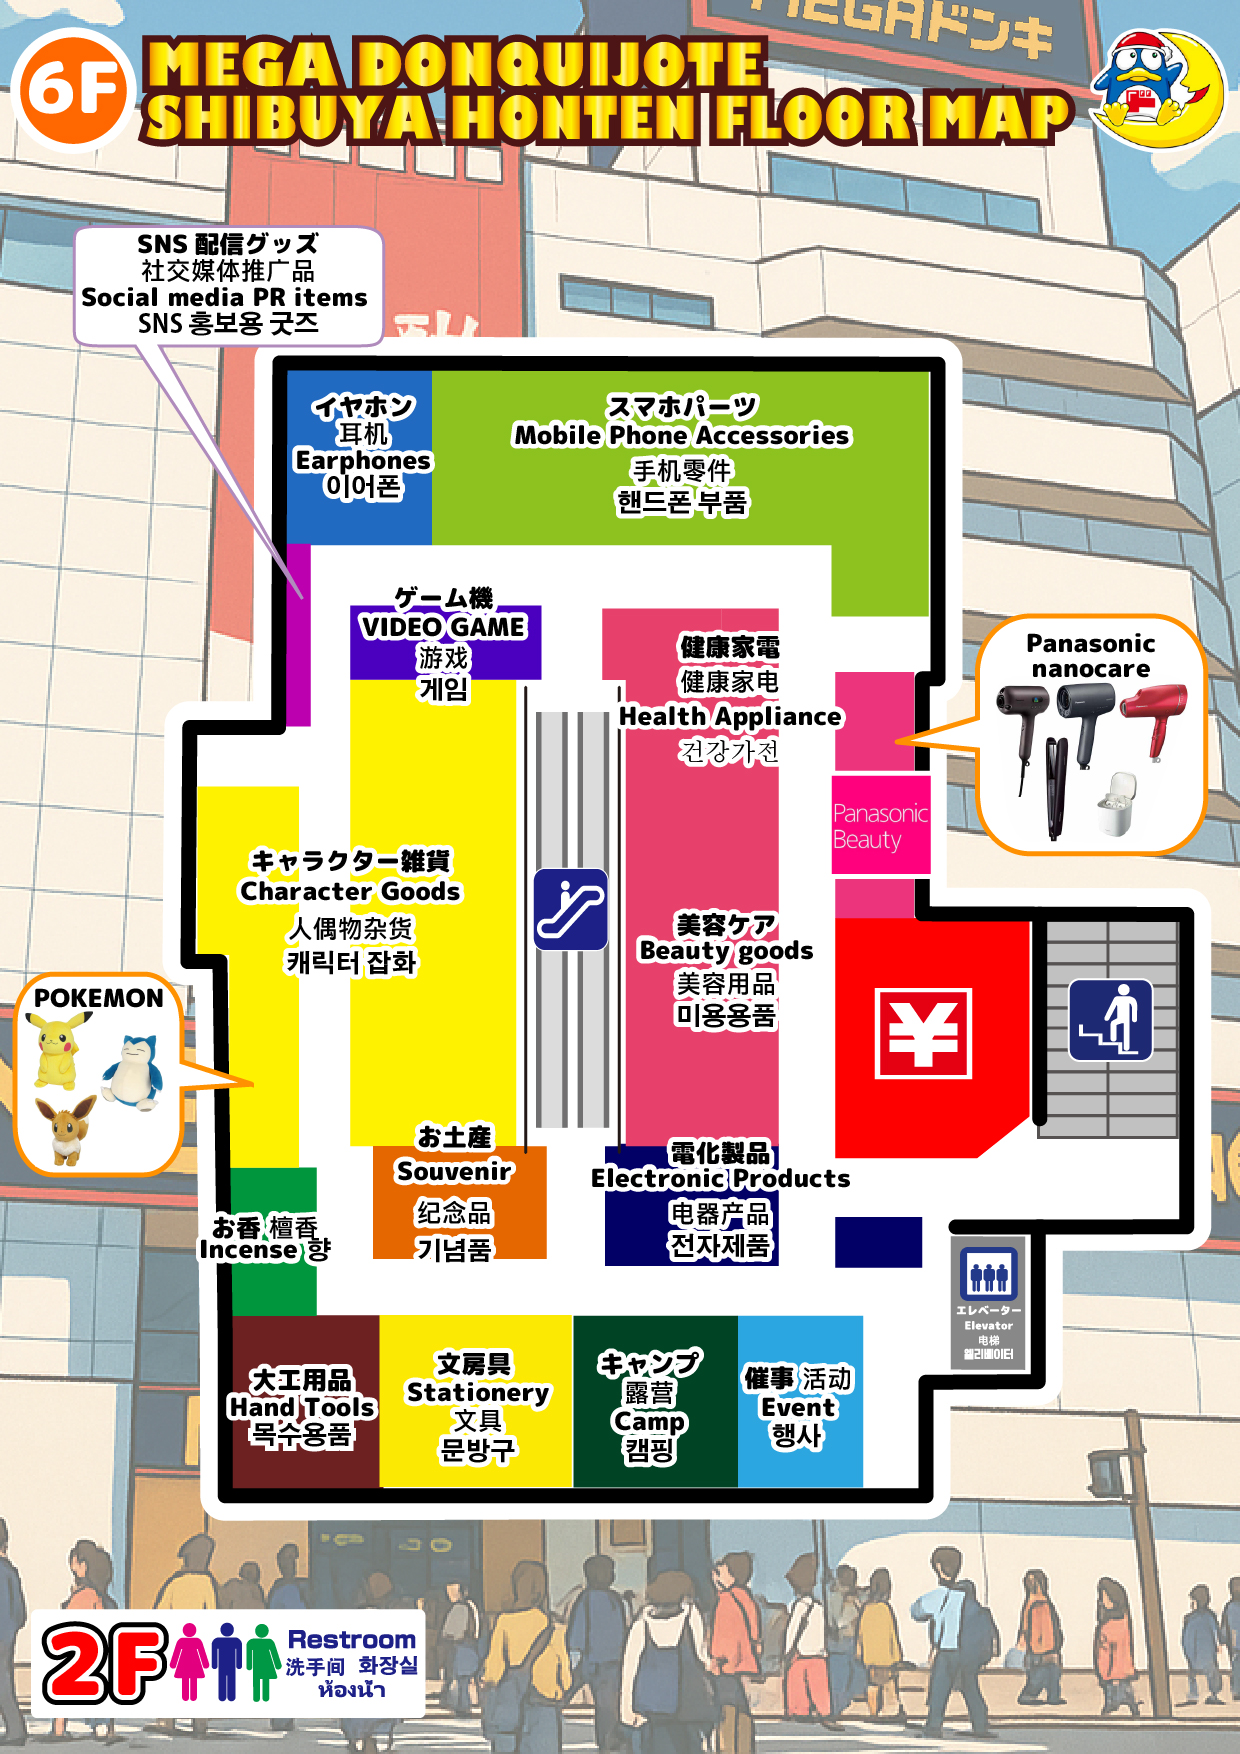 MEGAドンキ
6F
MEGA DONQUIJOTE
SHIBUYA HONTEN FLOOR MAP
SNS 配信グッズ
社交媒体推广品
Social media PR items
SNS 홍보용 굿즈
イヤホン
耳机
Earphones
이어폰
スマホパーツ
Mobile Phone Accessories
手机零件
핸드폰 부품
ゲーム機
VIDEO GAME
游戏
게임
健康家電
健康家电
Health Appliance
건강가전
Panasonic
nanocare
Panasonic
Beauty
キャラクター雑貨
Character Goods
人偶物杂货
캐릭터 잡화
美容ケア
Beauty goods
美容用品
미용용품
POKEMON
¥
お土産
Souvenir
纪念品
기념품
電化製品
Electronic Products
电器产品
전자제품
お香 檀香
Incense 향
エレベーター
Elevator
电梯
엘리베이터
大工用品
Hand Tools
목수용품
文房具
Stationery
文具
문방구
キャンプ
露营
Camp
캠핑
催事 活动
Event
행사
2F
Restroom
洗手间 화장실
ห้องน้ำ